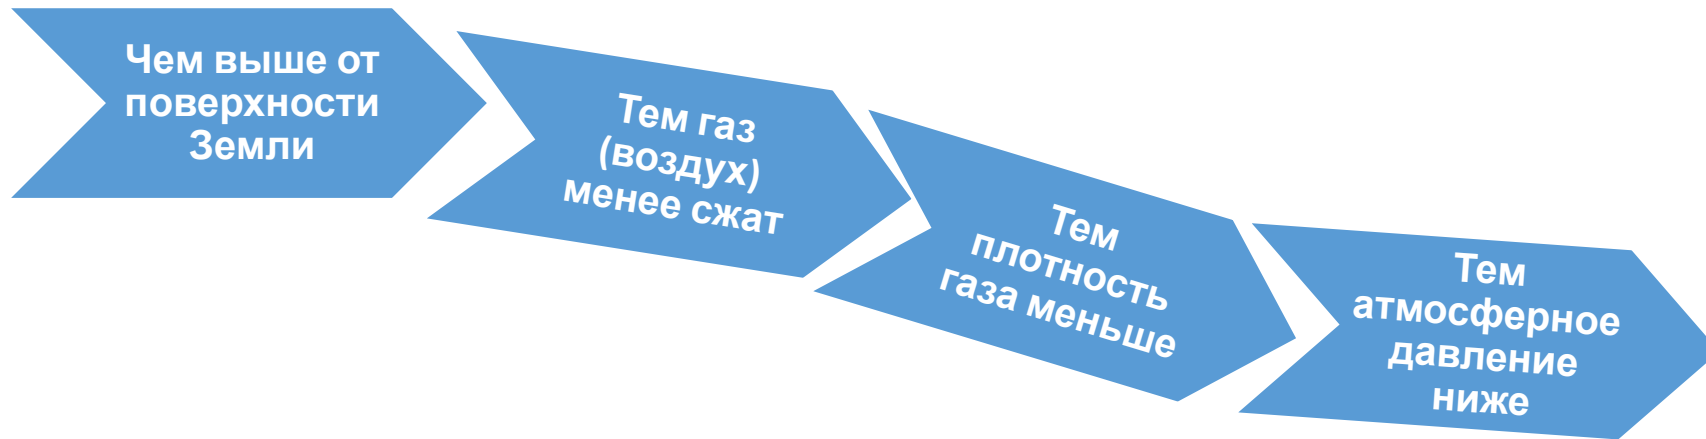 Чем выше от
поверхности
Земли
Тем газ
(воздух)
менее сжат
Тем
плотность
газа меньше
Тем
атмосферное
давление
ниже